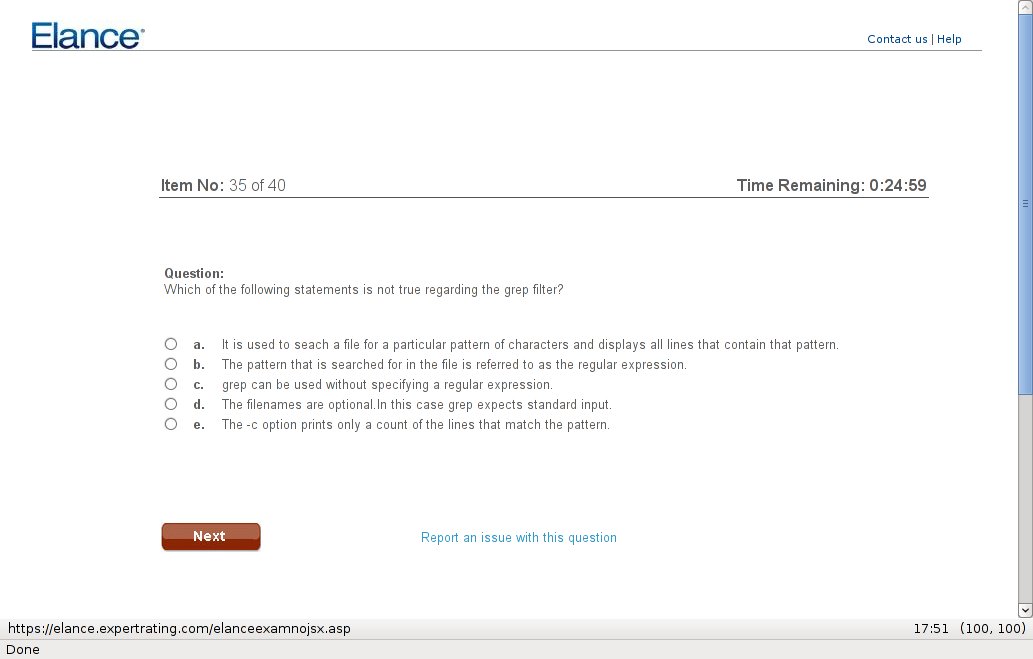 Elance
Contact us | Help
Item No: 35 of 40
Time Remaining: 0:24:59
Question:
Which of the following statements is not true regarding the grep filter?
a. It is used to seach a file for a particular pattern of characters and displays all lines that contain that pattern.
b. The pattern that is searched for in the file is referred to as the regular expression.
c. grep can be used without specifying a regular expression.
d. The filenames are optional.In this case grep expects standard input.
e. The -c option prints only a count of the lines that match the pattern.
Next
Report an issue with this question
https://elance.expertrating.com/elanceexamnojsx.asp
17:51 (100, 100)
Done